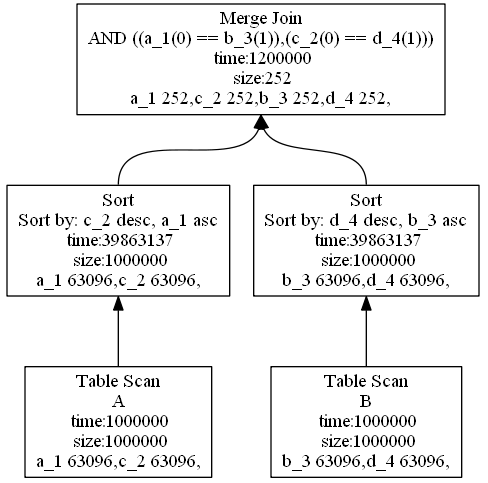 Merge Join
AND ((a_1(0) == b_3(1)),(c_2(0) == d_4(1)))
time:1200000
size:252
a_1 252,c_2 252,b_3 252,d_4 252,
Sort
Sort by: c_2 desc, a_1 asc
time:39863137
size:1000000
a_1 63096,c_2 63096,
Sort
Sort by: d_4 desc, b_3 asc
time:39863137
size:1000000
b_3 63096,d_4 63096,
Table Scan
A
time:1000000
size:1000000
a_1 63096,c_2 63096,
Table Scan
B
time:1000000
size:1000000
b_3 63096,d_4 63096,